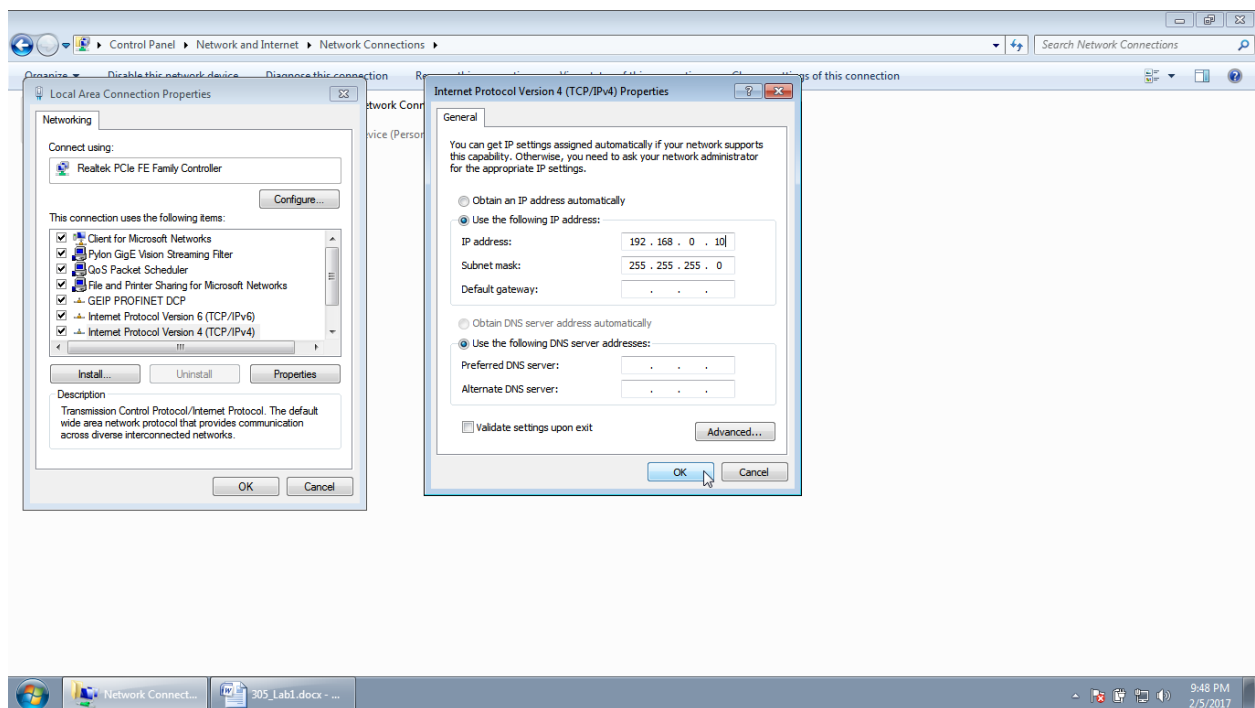 Control Panel ▸ Network and Internet ▸ Network Connections ▸
Search Network Connections
Organize Disable this network device Diagnose this connection of this connection
Local Area Connection Properties
Networking
Connect using:
Realtek PCIe FE Family Controller
Configure...
This connection uses the following items:
Client for Microsoft Networks
Pylon GigE Vision Streaming Filter
QoS Packet Scheduler
File and Printer Sharing for Microsoft Networks
GEIP PROFINET DCP
Internet Protocol Version 6 (TCP/IPv6)
Internet Protocol Version 4 (TCP/IPv4)
Install... Uninstall Properties
Description
Transmission Control Protocol/Internet Protocol. The default
wide area network protocol that provides communication
across diverse interconnected networks.
OK Cancel
etwork Conn
evice (Person
Internet Protocol Version 4 (TCP/IPv4) Properties
General
You can get IP settings assigned automatically if your network supports
this capability. Otherwise, you need to ask your network administrator
for the appropriate IP settings.
Obtain an IP address automatically
Use the following IP address:
IP address: 192 . 168 . 0 . 10
Subnet mask: 255 . 255 . 255 . 0
Default gateway: . . .
Obtain DNS server address automatically
Use the following DNS server addresses:
Preferred DNS server: . . .
Alternate DNS server: . . .
Validate settings upon exit
Advanced...
OK Cancel
Network Connect... 305_Lab1.docx - ...
9:48 PM
2/5/2017